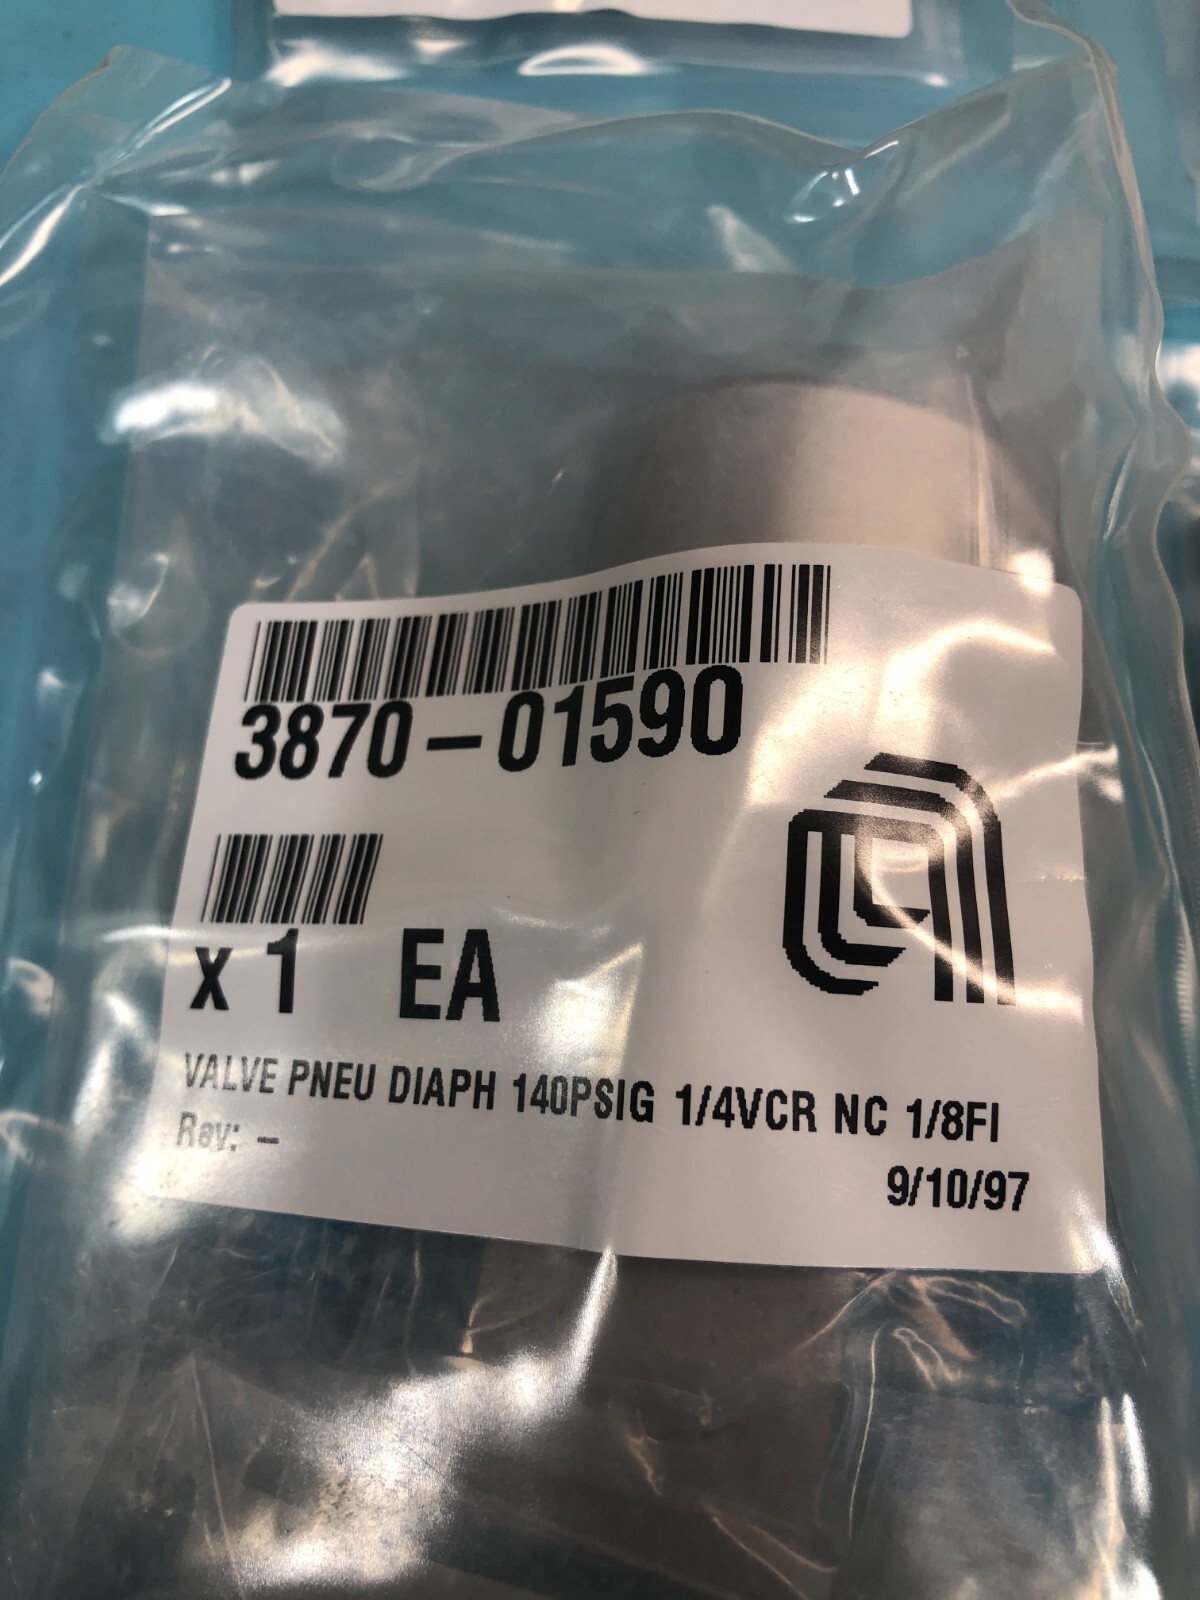 3870-01590
x 1 EA
VALVE PNEU DIAPH 140PSIG 1/4VCR NC 1/8FI
Rev: -
9/10/97